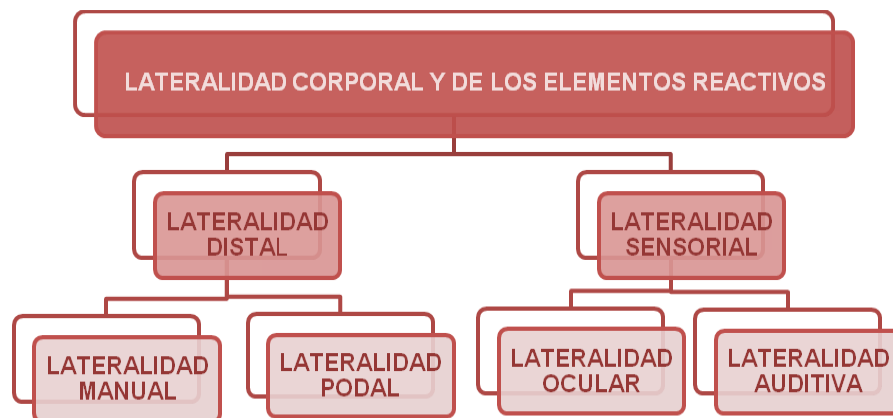 LATERALIDAD CORPORAL Y DE LOS ELEMENTOS REACTIVOS
LATERALIDAD
DISTAL
LATERALIDAD
SENSORIAL
LATERALIDAD
MANUAL
LATERALIDAD
PODAL
LATERALIDAD
OCULAR
LATERALIDAD
AUDITIVA